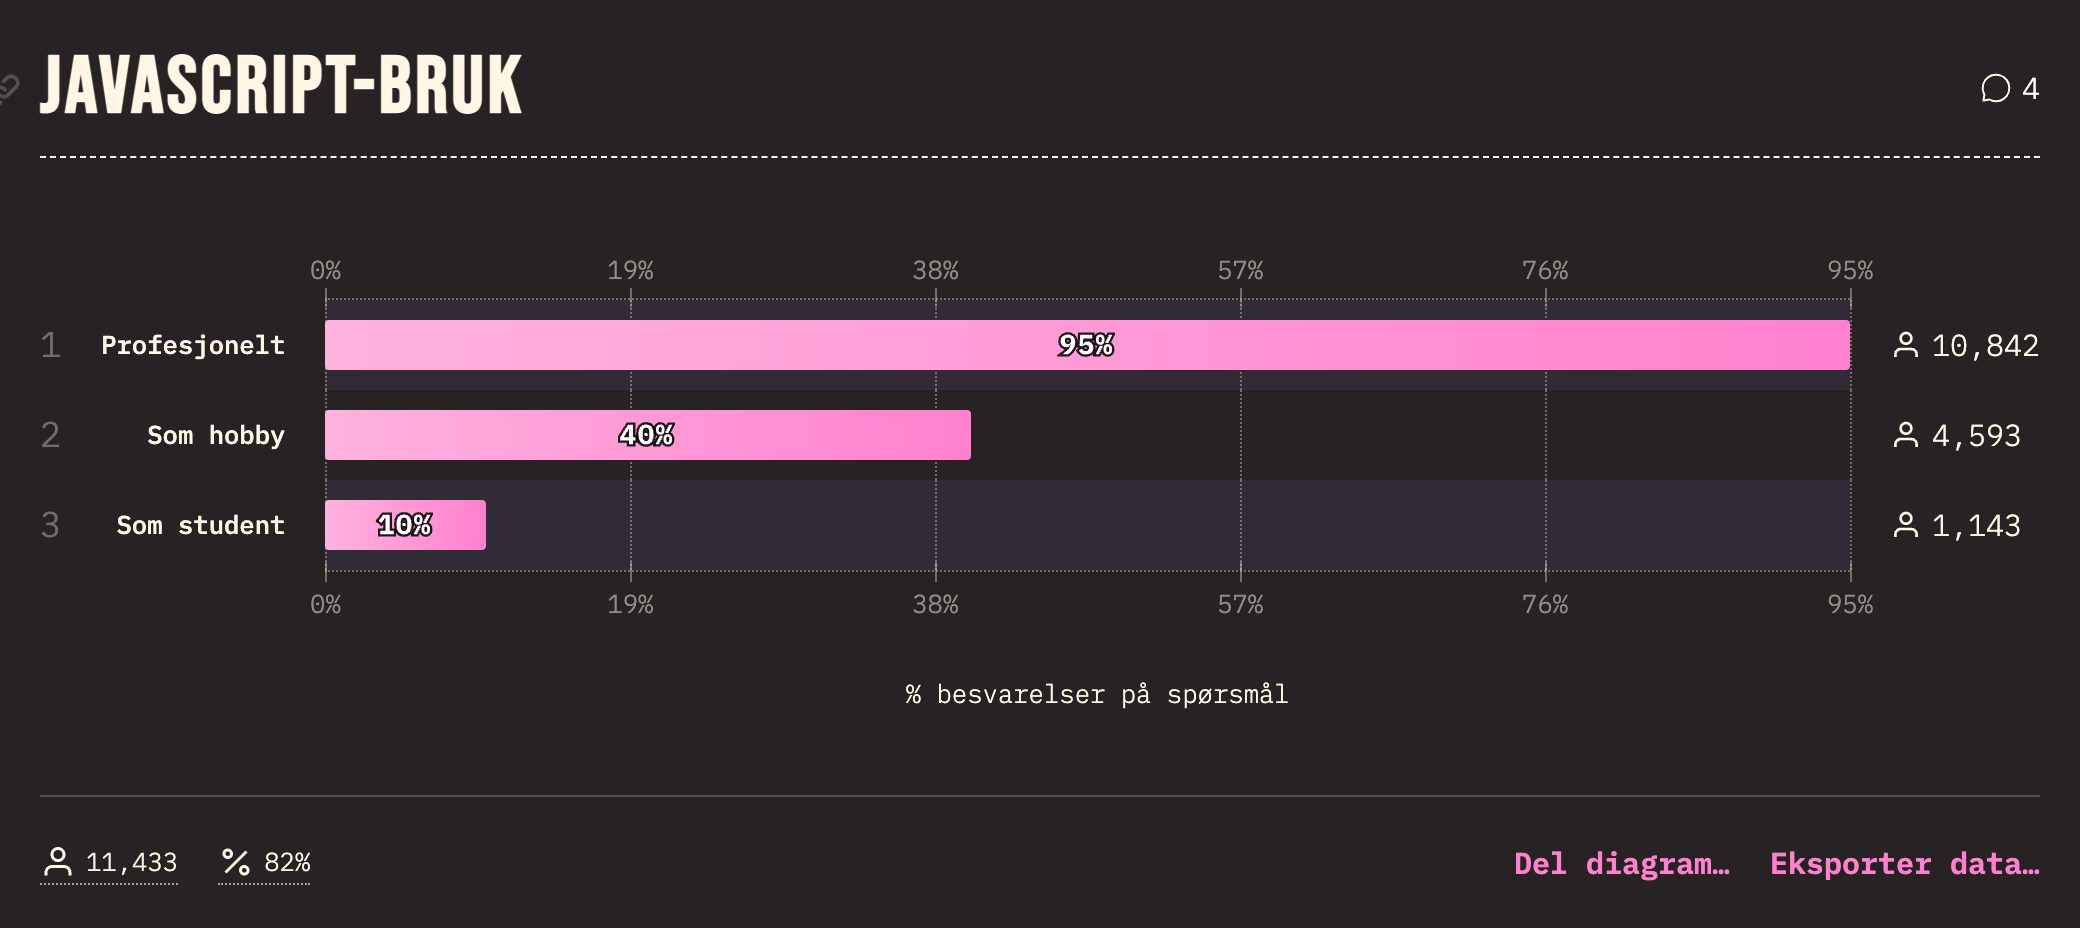 JAVASCRIPT-BRUK
4
0% 19% 38% 57% 76% 95%
1 Profesjonelt 95% 10,842
2 Som hobby 40% 4,593
3 Som student 10% 1,143
0% 19% 38% 57% 76% 95%
% besvarelser på spørsmål
11,433 82% Del diagram… Eksporter data…